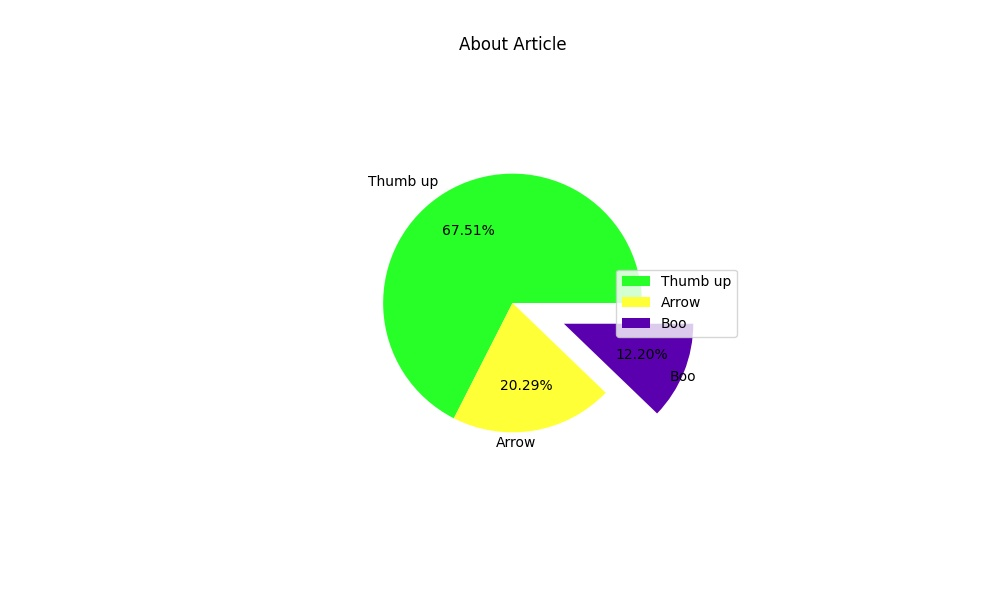 About Article
Thumb up
67.51%
Thumb up
Arrow
Boo
12.20%
Boo
20.29%
Arrow